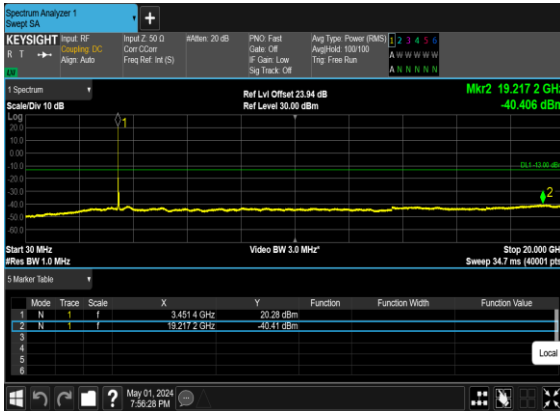 Spectrum Analyzer 1
Swept SA
+
KEYSIGHT Input: RF Input Z: 50 Ω #Atten: 20 dB PNO: Fast Avg Type: Power (RMS) 1 2 3 4 5 6
R T Coupling: DC Corr CCorr Gate: Off Avg|Hold: 100/100 A W W W W W
Align: Auto Freq Ref: Int (S) IF Gain: Low Trig: Free Run
Sig Track: Off A N N N N N
1 Spectrum Ref Lvl Offset 23.94 dB Mkr2 19.217 2 GHz
Scale/Div 10 dB Ref Level 30.00 dBm -40.406 dBm
Log
20.0
10.0
0.00
-10.0
-20.0
-30.0
-40.0
-50.0
-60.0
1
DL1 -13.00 dBm
2
Start 30 MHz Video BW 3.0 MHz* Stop 20.000 GHz
#Res BW 1.0 MHz Sweep 34.7 ms (40001 pts)
5 Marker Table
Mode Trace Scale X Y Function Function Width Function Value
1 N 1 f 3.451 4 GHz 20.28 dBm
2 N 1 f 19.217 2 GHz -40.41 dBm
3
4
5
6
Local
? May 01, 2024
7:56:28 PM